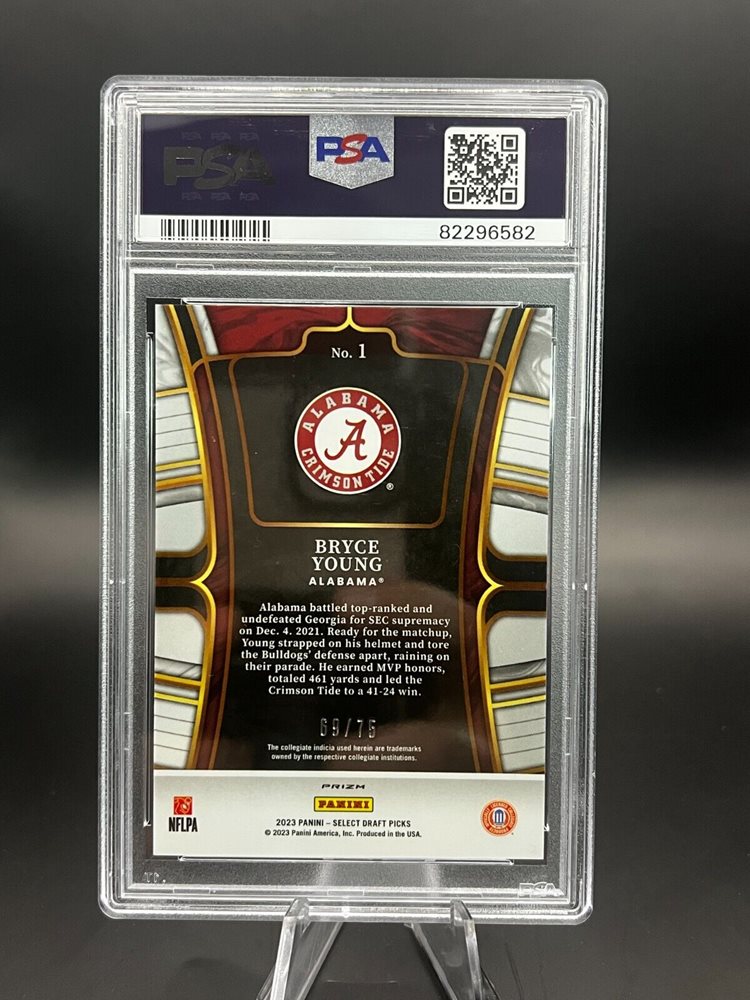 PSA
PSA
82296582
No. 1
ALABAMA
A
CRIMSON TIDE
®
BRYCE
YOUNG
ALABAMA®
Alabama battled top-ranked and
undefeated Georgia for SEC supremacy
on Dec. 4. 2021. Ready for the matchup,
Young strapped on his helmet and tore
the Bulldogs' defense apart, raining on
their parade. He earned MVP honors,
totaled 461 yards and led the
Crimson Tide to a 41-24 win.
69/75
The collegiate indicia used herein are trademarks
owned by the respective collegiate institutions.
PRIZM
PANINI
NFLPA
2023 PANINI – SELECT DRAFT PICKS
© 2023 Panini America, Inc. Produced in the USA.
PSA